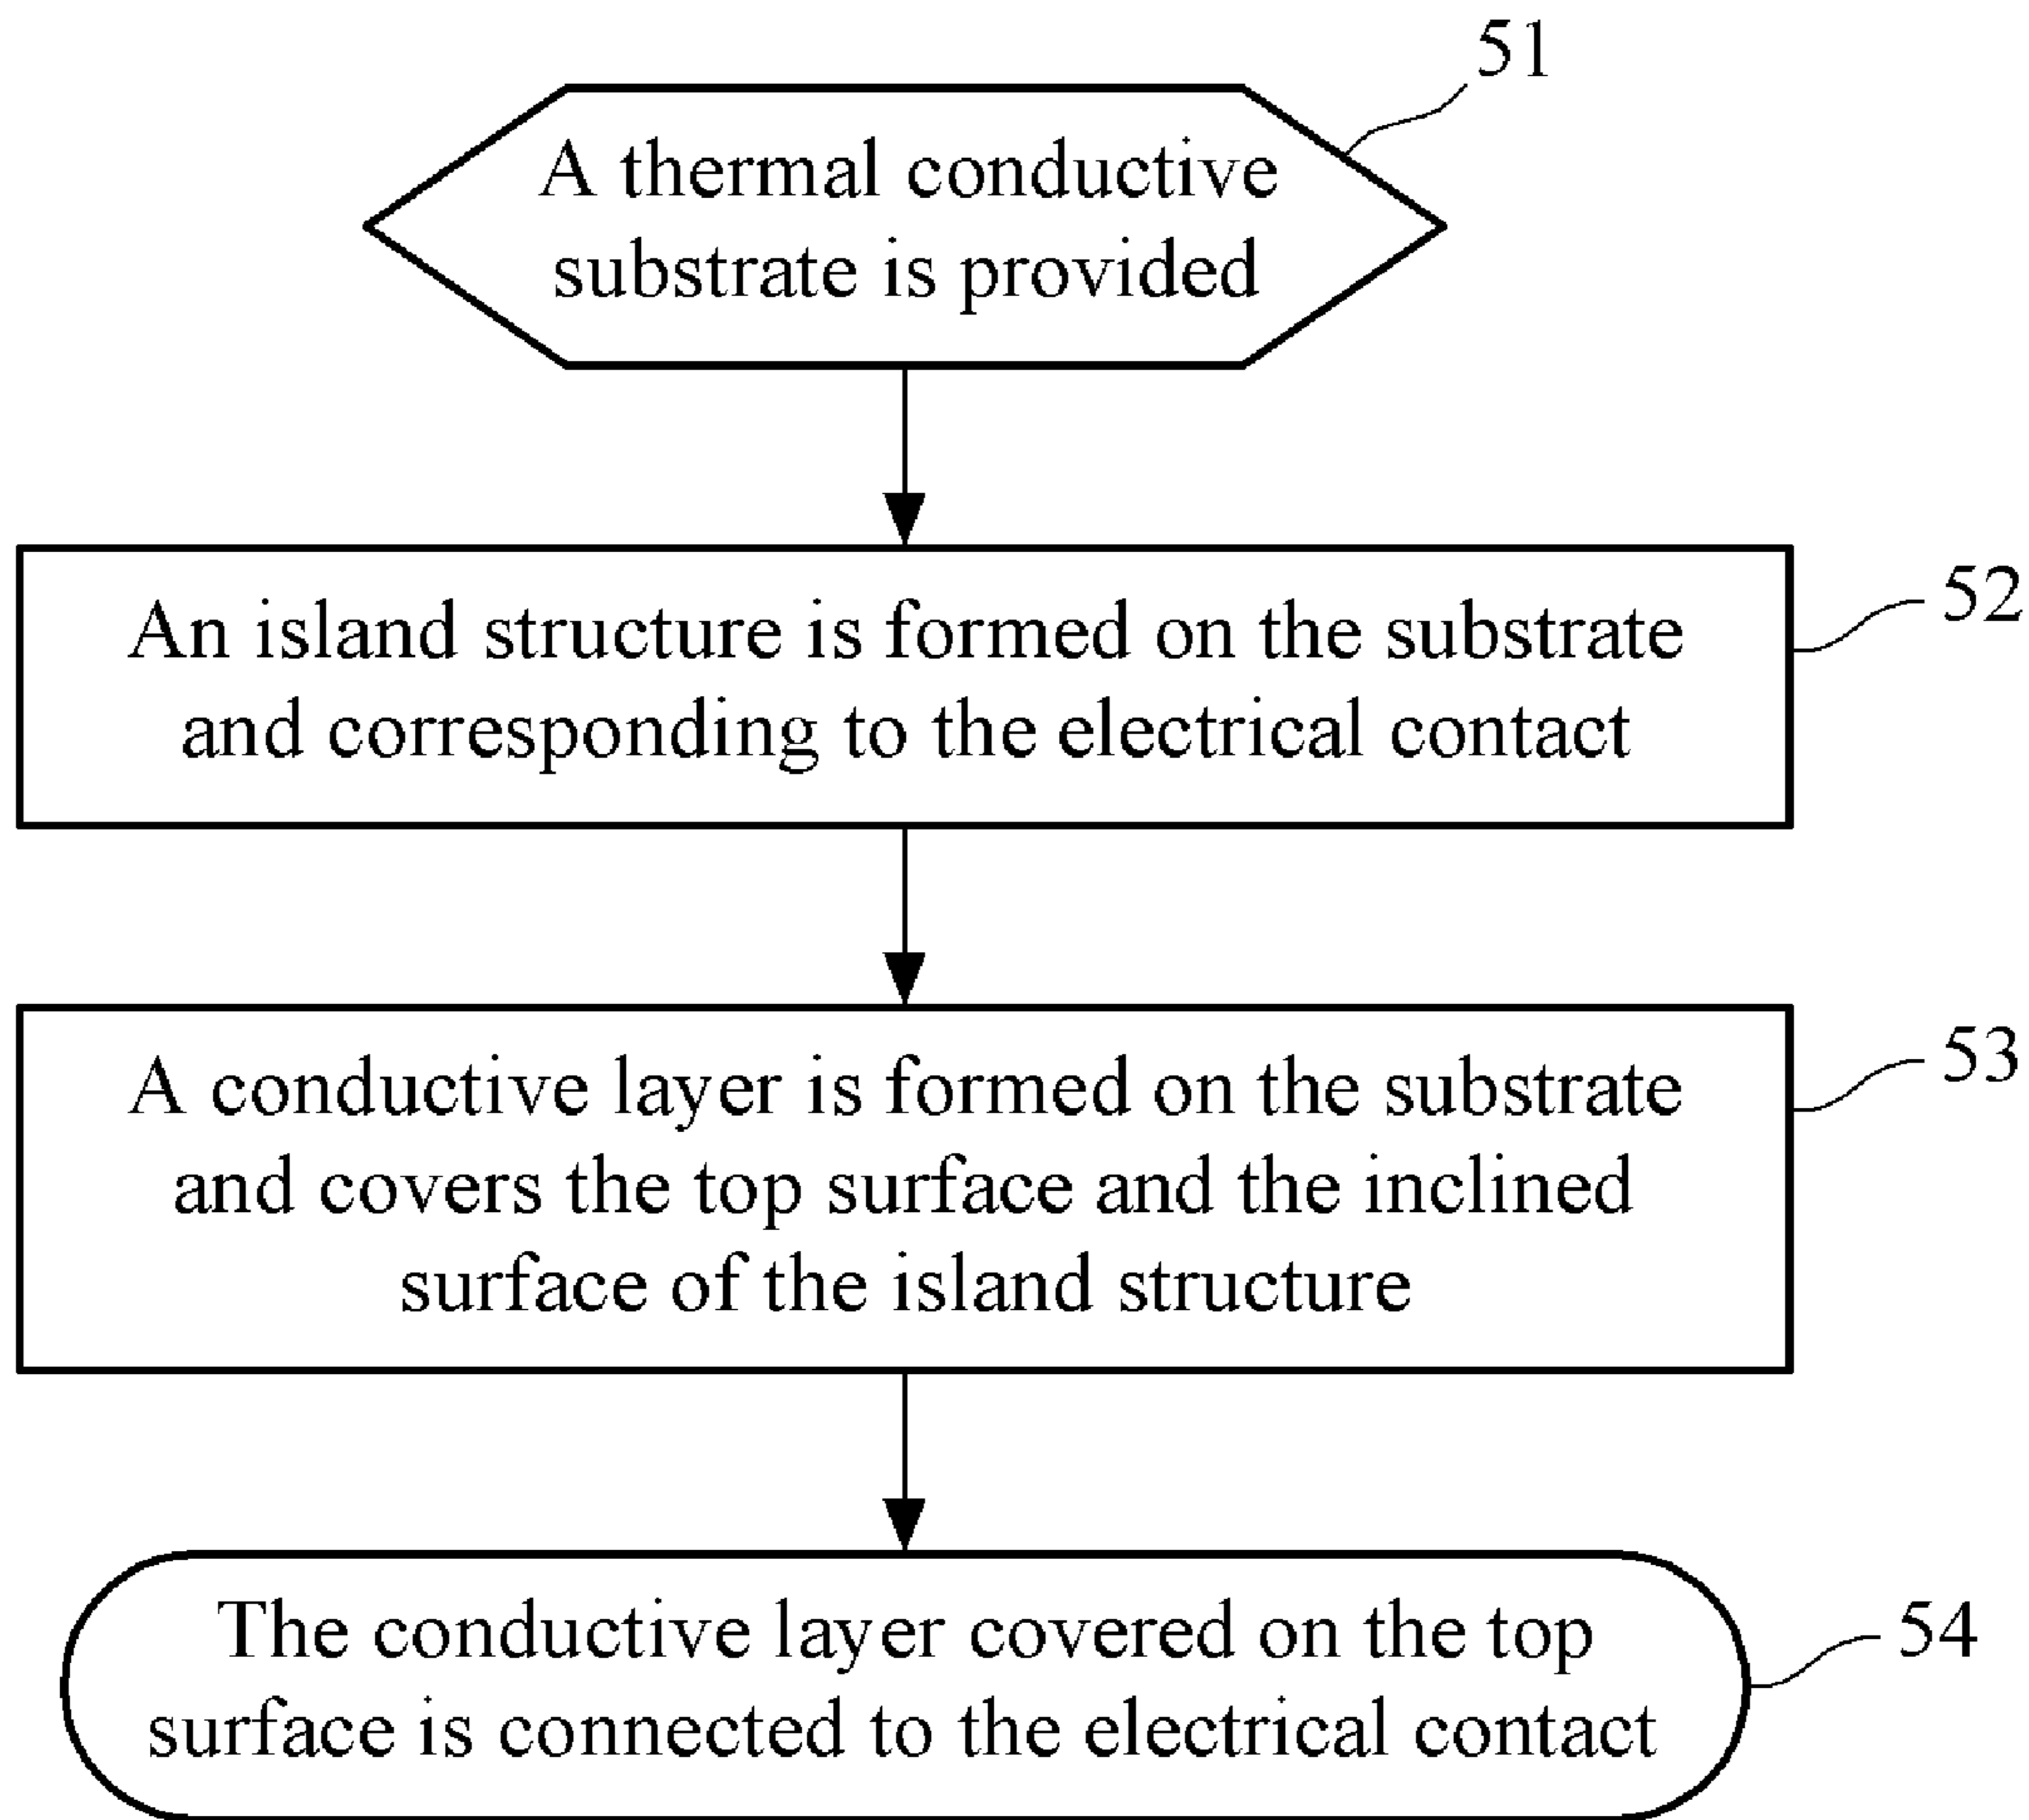 51
A thermal conductive
substrate is provided
52
An island structure is formed on the substrate
and corresponding to the electrical contact
53
A conductive layer is formed on the substrate
and covers the top surface and the inclined
surface of the island structure
54
The conductive layer covered on the top
surface is connected to the electrical contact